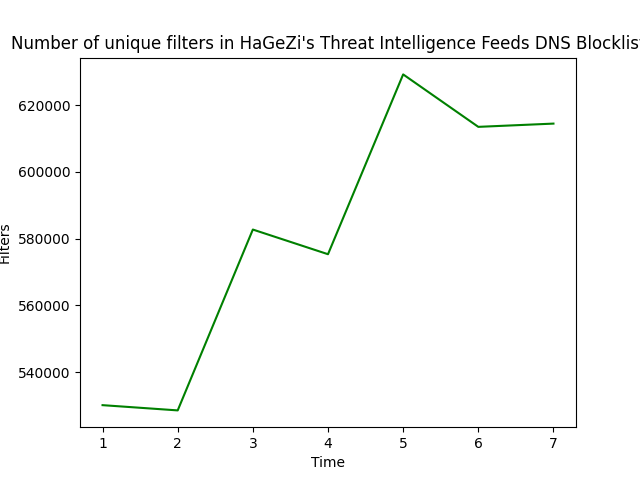 Number of unique filters in HaGeZi's Threat Intelligence Feeds DNS Blocklis
620000
600000
580000
560000
540000
Filters
1 2 3 4 5 6 7
Time